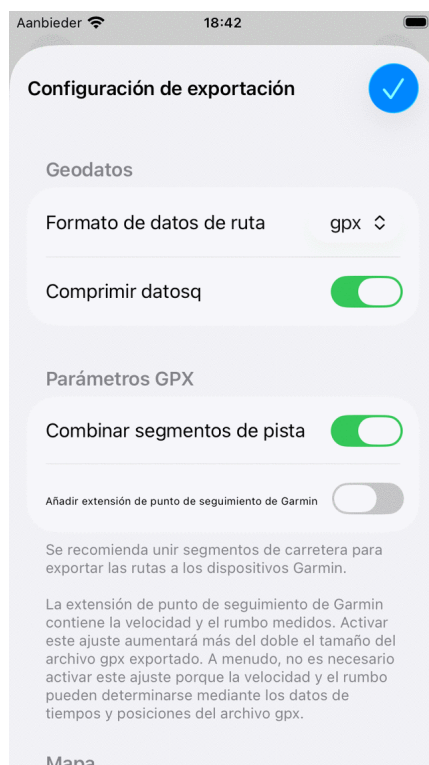 Aanbieder 18:42
Configuración de exportación
Geodatos
Formato de datos de ruta gpx
Comprimir datosq
Parámetros GPX
Combinar segmentos de pista
Añadir extensión de punto de seguimiento de Garmin
Se recomienda unir segmentos de carretera para
exportar las rutas a los dispositivos Garmin.
La extensión de punto de seguimiento de Garmin
contiene la velocidad y el rumbo medidos. Activar
este ajuste aumentará más del doble el tamaño del
archivo gpx exportado. A menudo, no es necesario
activar este ajuste porque la velocidad y el rumbo
pueden determinarse mediante los datos de
tiempos y posiciones del archivo gpx.
Mapa